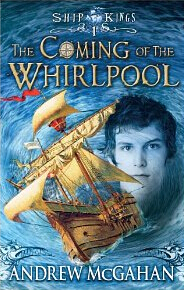 SHIP KINGS
1
THE COMING OF THE
WHIRLPOOL
ANDREW McGAHAN